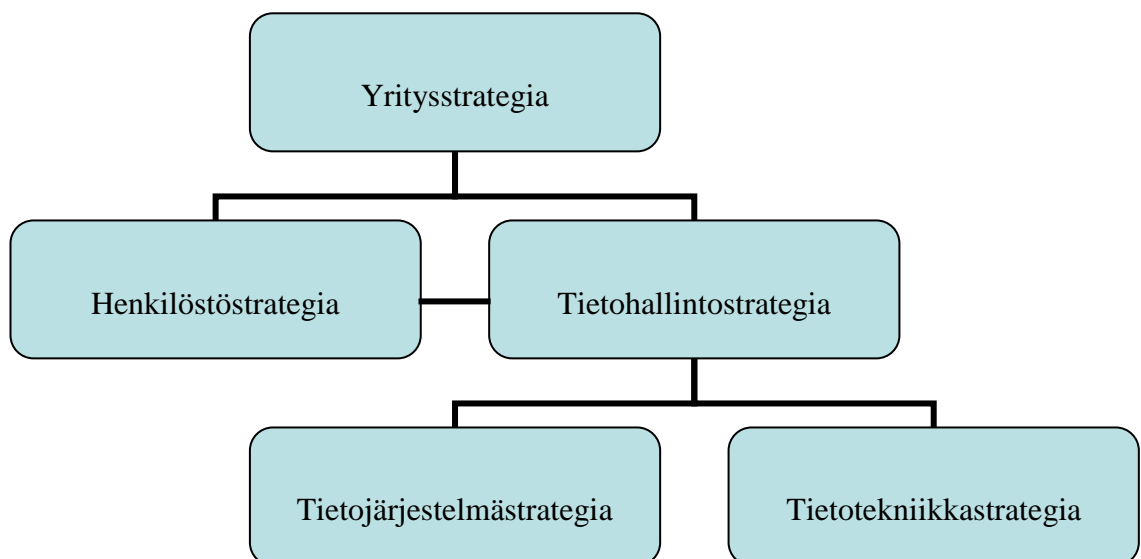 Yritysstrategia
Henkilöstöstrategia
Tietohallintostrategia
Tietojärjestelmästrategia
Tietotekniikkastrategia